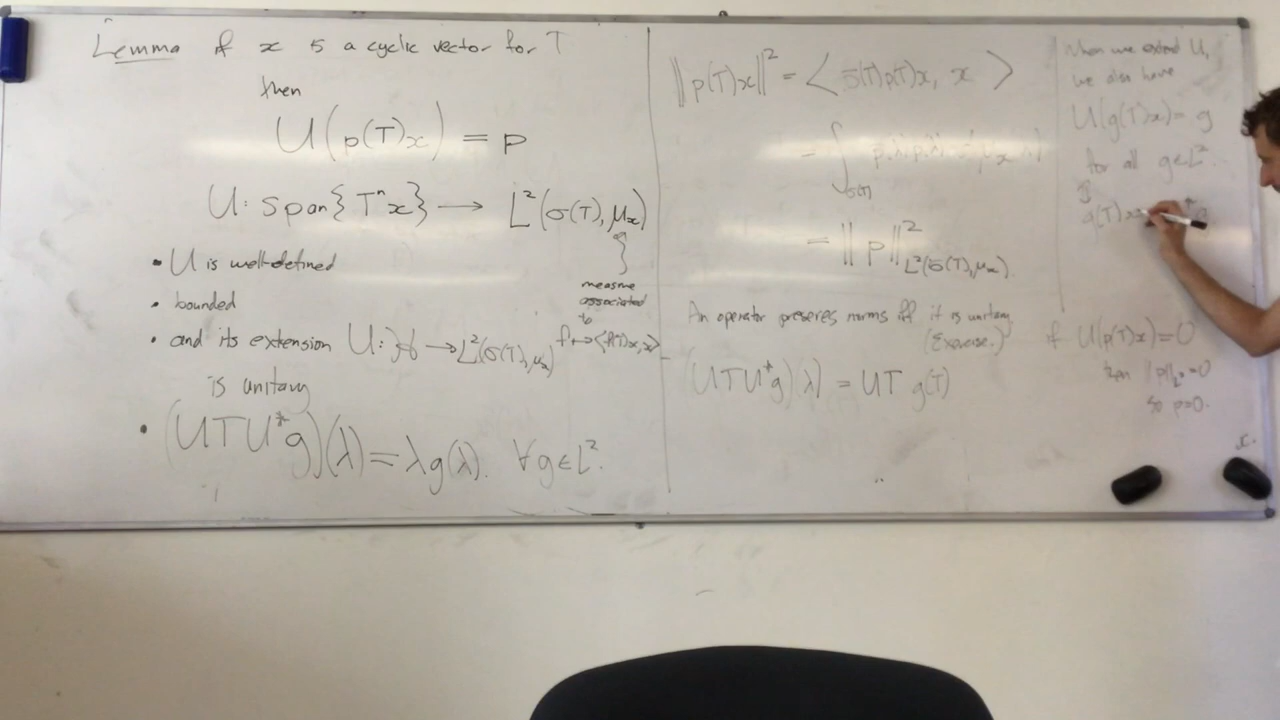 Lemma if x is a cyclic vector for T
then
U(p(T)x) = p
U: span{Tⁿx} → L²(σ(T), μₓ)
• U is well-defined
• bounded
measure associated to
f ↦ ⟨f(T)x, x⟩
• and its extension U: H → L²(σ(T), μₓ)
is unitary
• (UTU*g)(λ) = λg(λ). ∀g∈L².
‖p(T)x‖² = ⟨p̄(T)p(T)x, x⟩
= ∫σ(T)
= ‖p‖²L²(σ(T), μₓ)
An operator preserves norms iff it is unitary
(Exercise.)
(UTU*g)(λ) = UT g(T)
When we extend U,
we also have
U(g(T)x) = g
for all g∈L².
g(T)x
if U(p(T)x)=0
then ‖p‖L²=0
so p=0.
x.